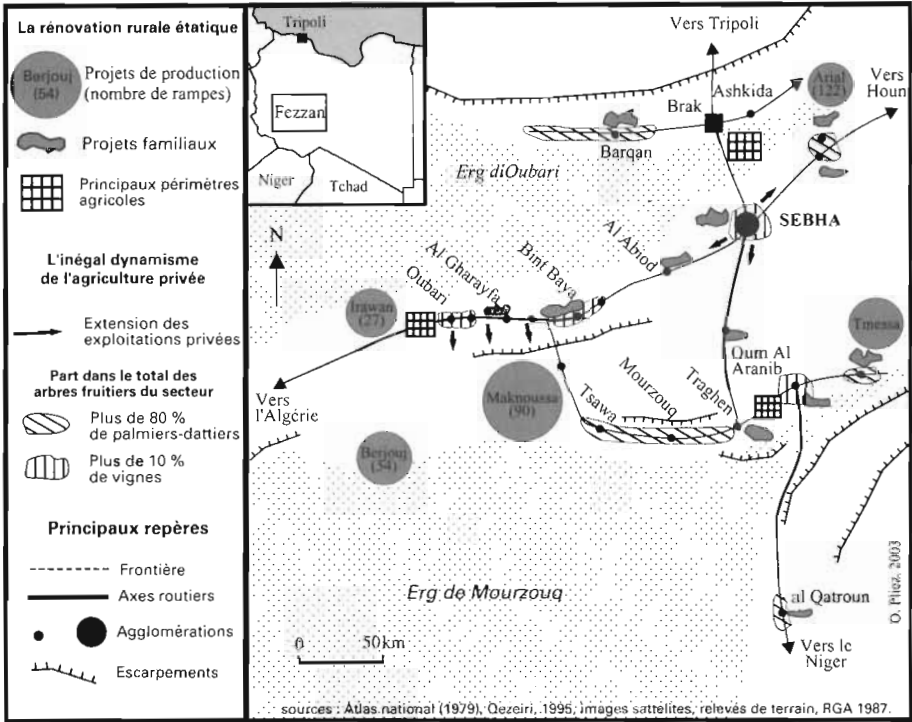 La rénovation rurale étatique
Berjouj
(54)
Projets de production
(nombre de rampes)
Projets familiaux
Principaux périmètres
agricoles
L'inégal dynamisme
de l'agriculture privée
Extension des
exploitations privées
Part dans le total des
arbres fruitiers du secteur
Plus de 80 %
de palmiers-dattiers
Plus de 10 %
de vignes
Principaux repères
Frontière
Axes routiers
Agglomérations
Escarpements
Tripoli
Fezzan
Niger
Tchad
N
Vers Tripoli
Ashkida
Brak
Arial
(122)
Vers
Houn
Barqan
Erg diOubari
SEBHA
Al Abiod
Bint Baya
Al Gharayfa
Oubari
Irawan
(27)
Vers
l'Algérie
Maknoussa
(90)
Berjouj
(54)
Tsawa
Mourzouq
Traghen
Oum Al
Aranib
Tmessa
Erg de Mourzouq
al Qatroun
Vers le
Niger
0 50 km
O. Pliez, 2003
sources : Atlas national (1979), Qezeiri, 1995, images sattelites, relevés de terrain, RGA 1987.